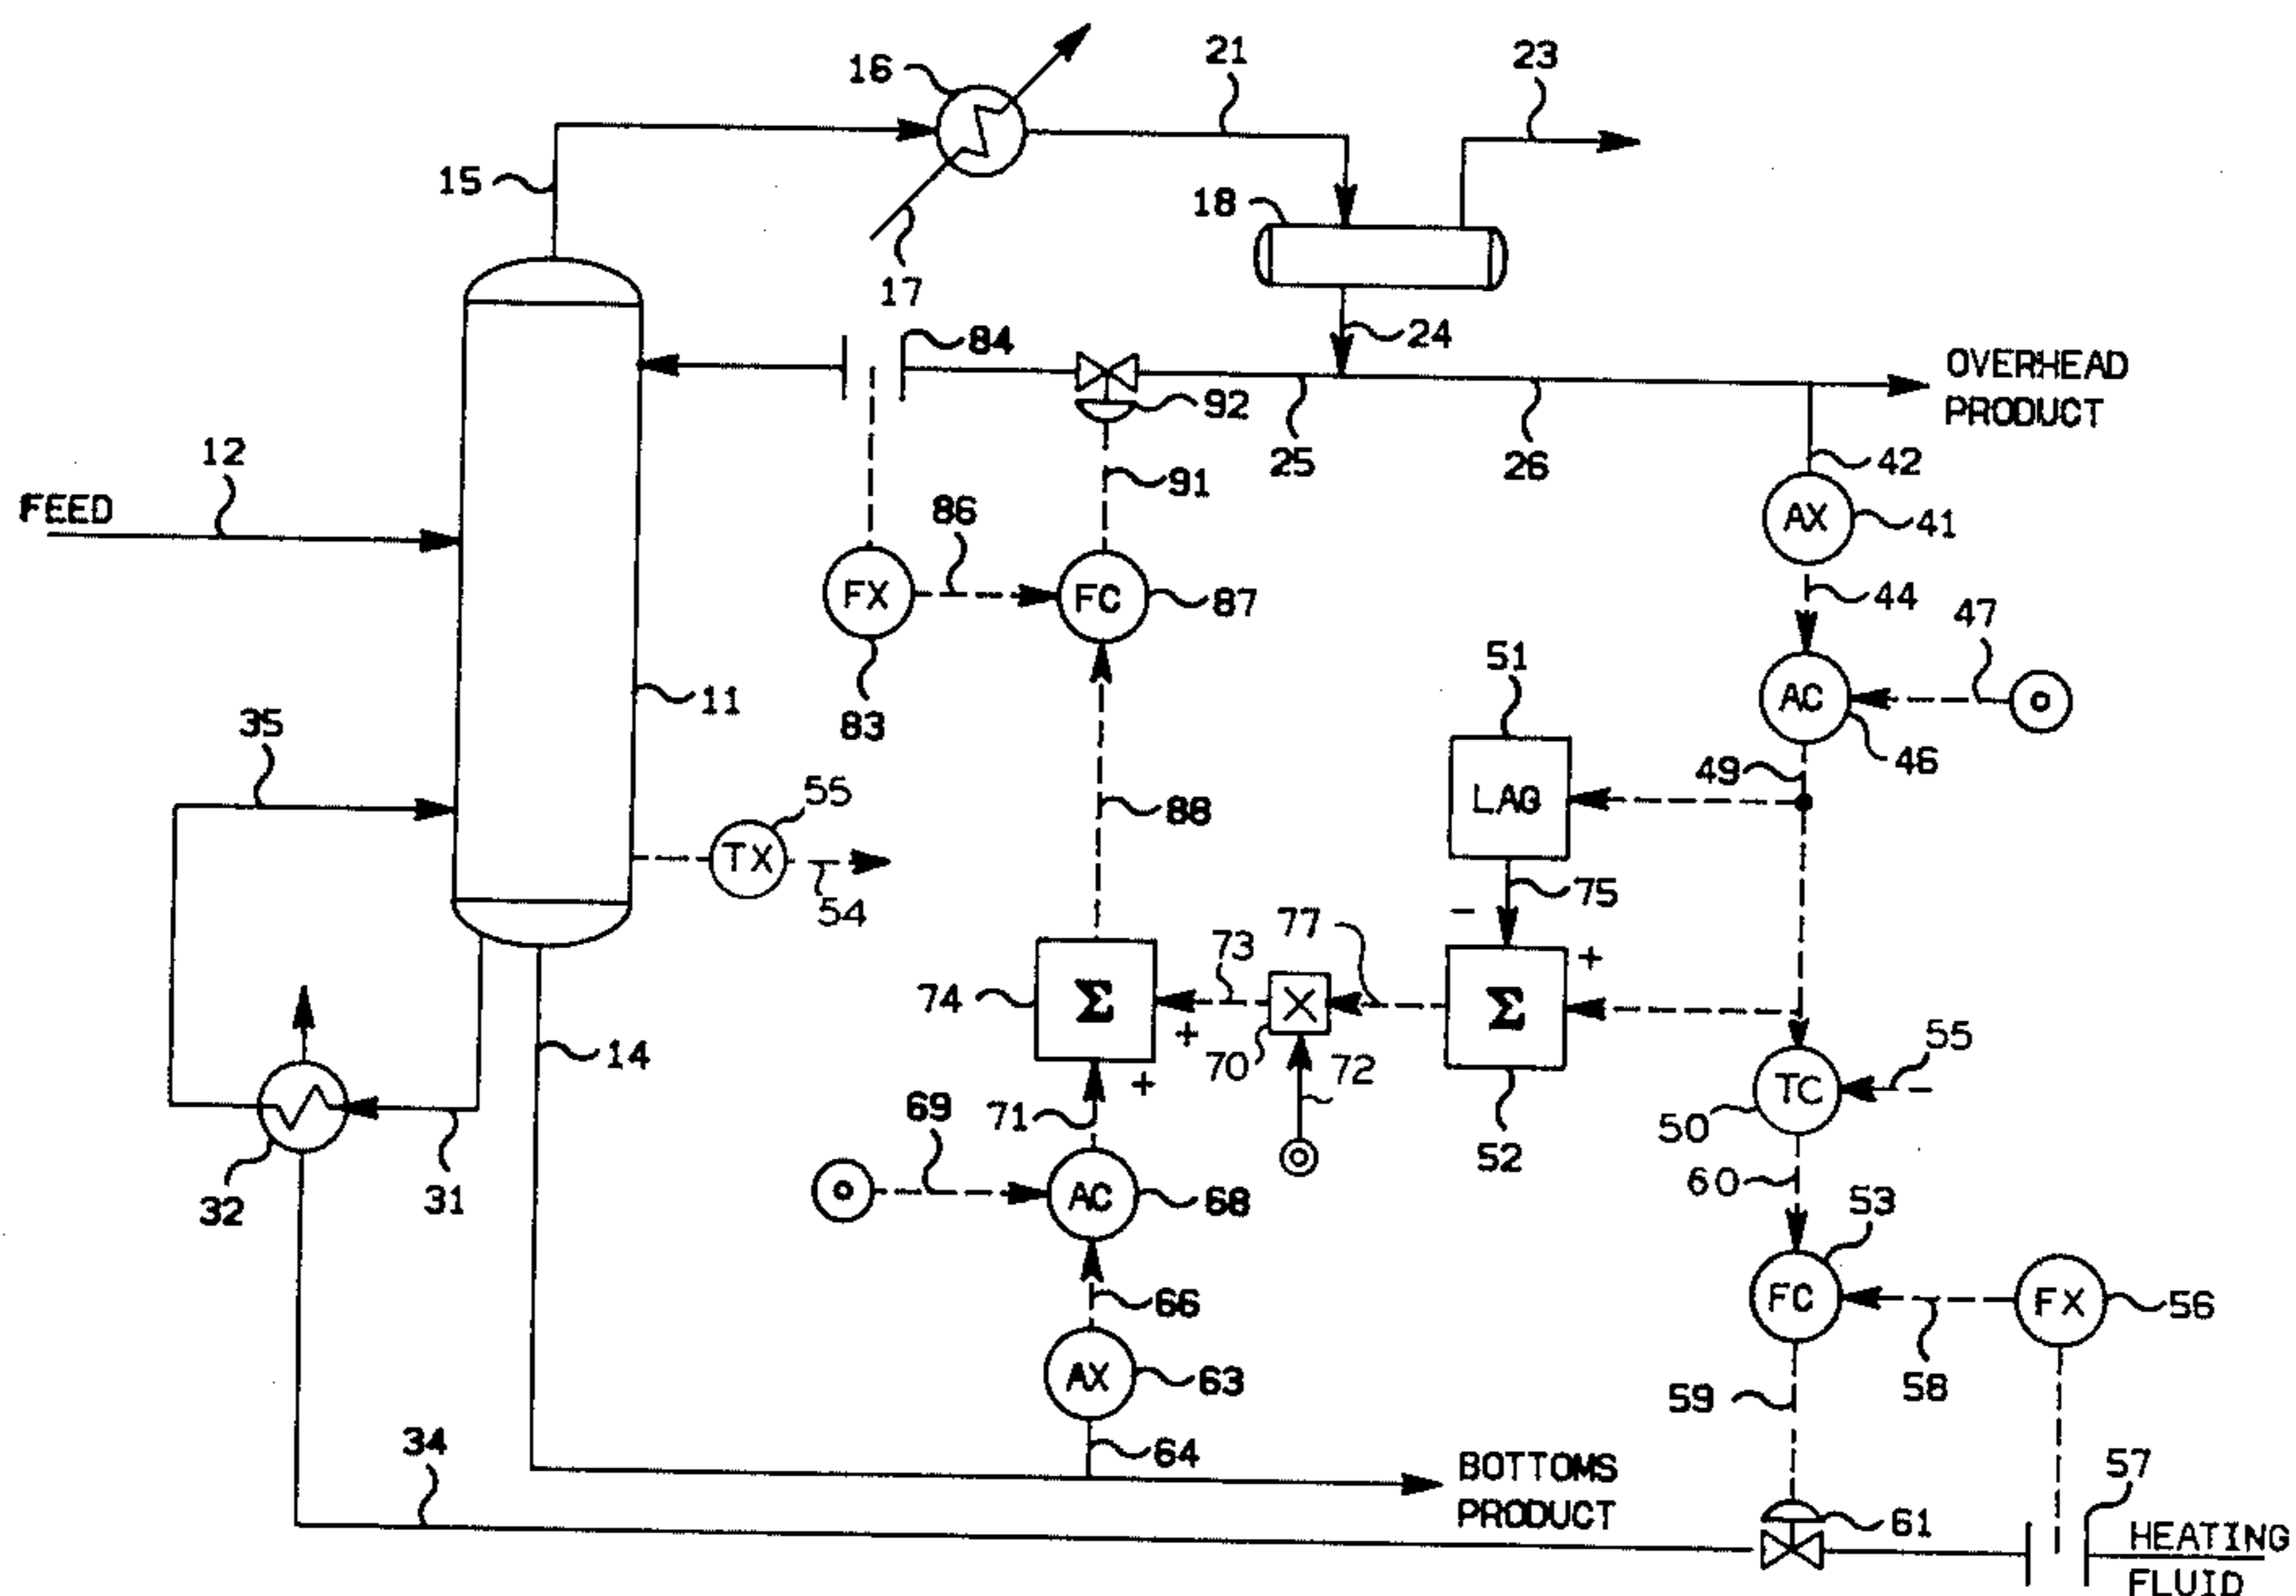 16
21
23
15
18
17
84
24
OVERHEAD
PRODUCT
92
12
25
26
42
FEED
91
86
AX
41
FX
FC
87
44
47
51
11
83
AC
35
49
46
55
LAG
88
TX
54
75
−
77
73
+
74
Σ
X
Σ
14
+
70
72
55
TC
−
+
69
71
50
52
32
31
60
AC
68
53
66
FC
FX
56
AX
63
59
58
34
64
BOTTOMS
PRODUCT
57
61
HEATING
FLUID